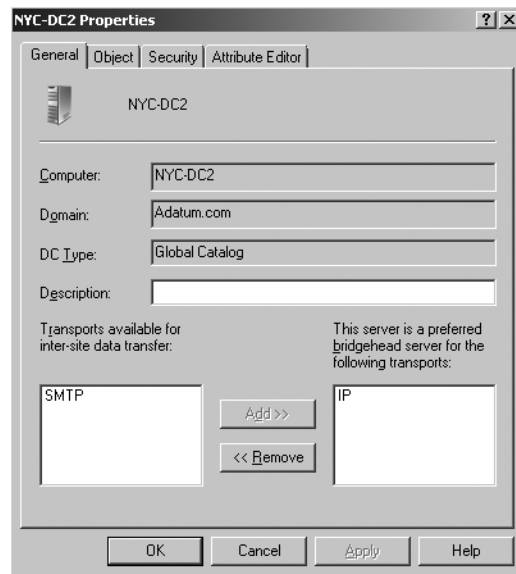 NYC-DC2 Properties
General
Object
Security
Attribute Editor
NYC-DC2
Computer:
NYC-DC2
Domain:
Adatum.com
DC Type:
Global Catalog
Description:
Transports available for
inter-site data transfer:
This server is a preferred
bridgehead server for the
following transports:
SMTP
Add >>
<< Remove
IP
OK
Cancel
Apply
Help